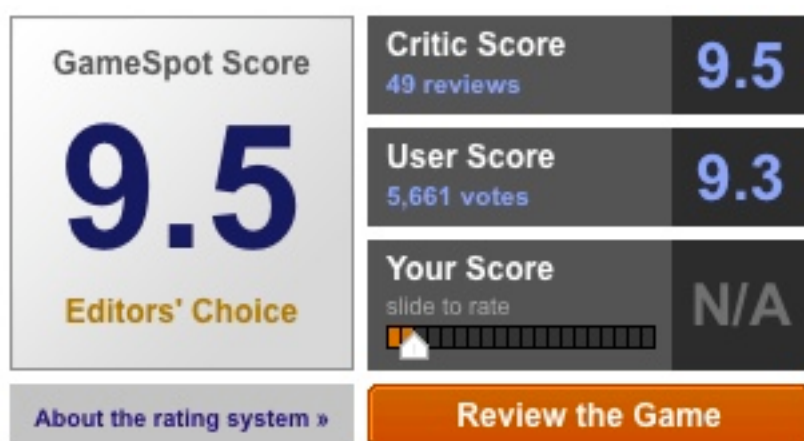 GameSpot Score
9.5
Editors' Choice
About the rating system »
Critic Score
49 reviews
9.5
User Score
5,661 votes
9.3
Your Score
slide to rate
N/A
Review the Game